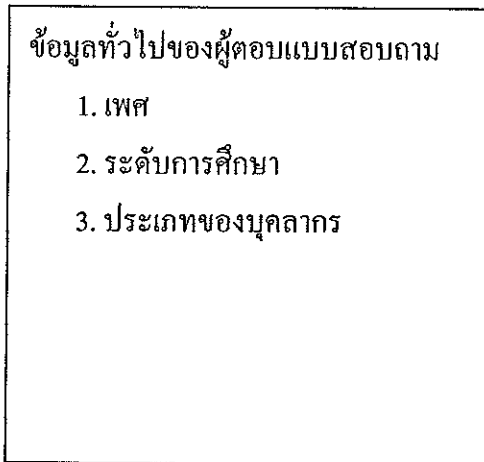 ข้อมูลทั่วไปของผู้ตอบแบบสอบถาม
1. เพศ
2. ระดับการศึกษา
3. ประเภทของบุคลากร